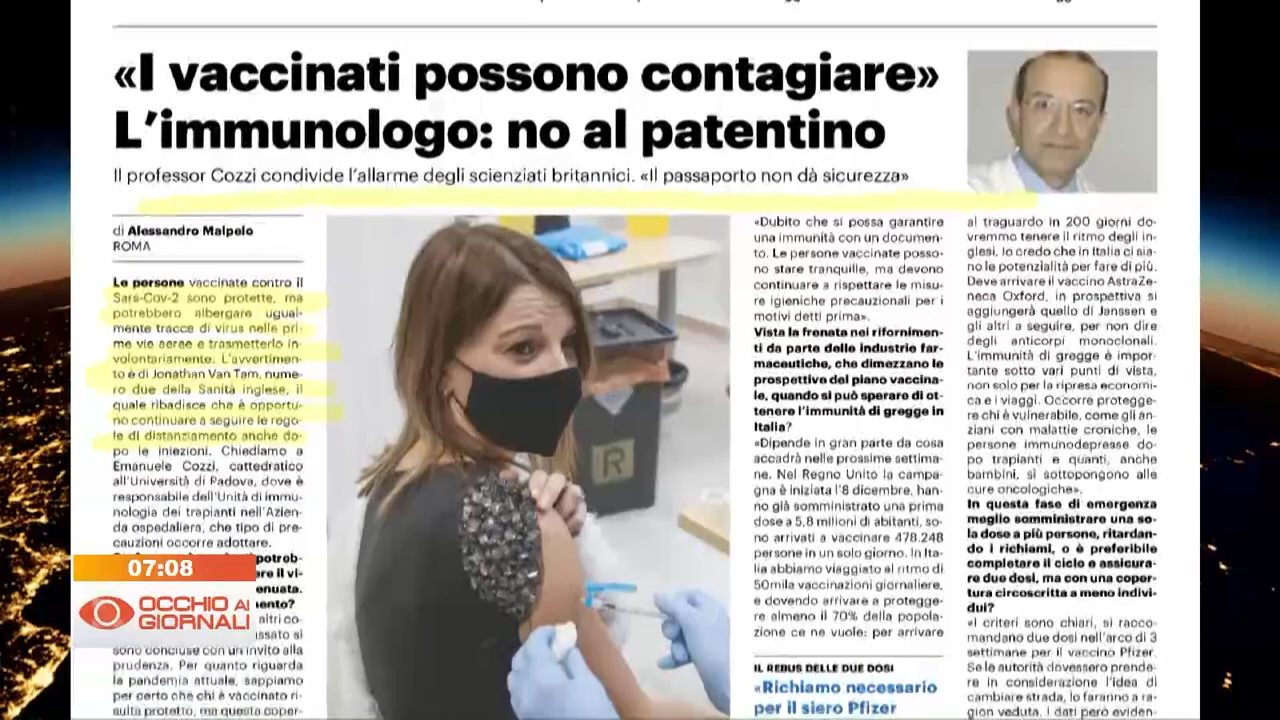 «I vaccinati possono contagiare»
L'immunologo: no al patentino
Il professor Cozzi condivide l'allarme degli scienziati britannici. «Il passaporto non dà sicurezza»
di Alessandro Malpelo
ROMA
Le persone vaccinate contro il
Sars-Cov-2 sono protette, ma
potrebbero albergare ugual-
mente tracce di virus nelle pri-
me vie aeree e trasmetterlo in-
volontariamente. L'avvertimen-
to è di Jonathan Van Tam, nume-
ro due della Sanità inglese, il
quale ribadisce che è opportu-
no continuare a seguire le rego-
le di distanziamento anche do-
po le iniezioni. Chiediamo a
Emanuele Cozzi, cattedratico
all'Università di Padova, dove è
responsabile dell'Unità di immu-
nologia dei trapianti nell'Azien-
da ospedaliera, che tipo di pre-
cauzioni occorre adottare.
potreb-
are il vi-
enuata.
ento?
altri co-
assato si
sono concluse con un invito alla
prudenza. Per quanto riguarda
la pandemia attuale, sappiamo
per certo che chi è vaccinato ri-
sulta protetto, ma questa coper-
07:08
OCCHIO AI
GIORNALI
R
«Dubito che si possa garantire
una immunità con un documen-
to. Le persone vaccinate posso-
no stare tranquille, ma devono
continuare a rispettare le misu-
re igieniche precauzionali per i
motivi detti prima».
Vista la frenata nei rifornimen-
ti da parte delle industrie far-
maceutiche, che dimezzano le
prospettive del piano vaccina-
le, quando si può sperare di ot-
tenere l'immunità di gregge in
Italia?
«Dipende in gran parte da cosa
accadrà nelle prossime settima-
ne. Nel Regno Unito la campa-
gna è iniziata l'8 dicembre, han-
no già somministrato una prima
dose a 5,8 milioni di abitanti, so-
no arrivati a vaccinare 478.248
persone in un solo giorno. In Ita-
lia abbiamo viaggiato al ritmo di
50mila vaccinazioni giornaliere,
e dovendo arrivare a protegge-
re almeno il 70% della popola-
zione ce ne vuole: per arrivare
IL REBUS DELLE DUE DOSI
«Richiamo necessario
per il siero Pfizer
al traguardo in 200 giorni do-
vremmo tenere il ritmo degli in-
glesi. Io credo che in Italia ci sia-
no le potenzialità per fare di più.
Deve arrivare il vaccino AstraZe-
neca Oxford, in prospettiva si
aggiungerà quello di Janssen e
gli altri a seguire, per non dire
degli anticorpi monoclonali.
L'immunità di gregge è impor-
tante sotto vari punti di vista,
non solo per la ripresa economi-
ca e i viaggi. Occorre protegge-
re chi è vulnerabile, come gli an-
ziani con malattie croniche, le
persone immunodepresse do-
po trapianti e quanti, anche
bambini, si sottopongono alle
cure oncologiche».
In questa fase di emergenza
meglio somministrare una so-
la dose a più persone, ritardan-
do i richiami, o è preferibile
completare il ciclo e assicura-
re due dosi, ma con una coper-
tura circoscritta a meno indivi-
dui?
«I criteri sono chiari, si racco-
mandano due dosi nell'arco di 3
settimane per il vaccino Pfizer.
Se le autorità dovessero prende-
re in considerazione l'idea di
cambiare strada, lo faranno a ra-
gion veduta. I dati però eviden-